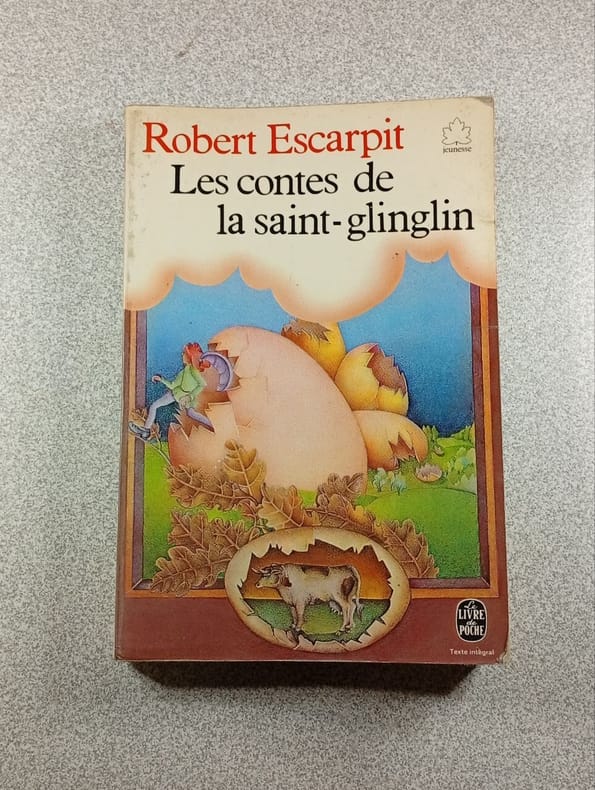 Robert Escarpit
jeunesse
Les contes de
la saint-glinglin
Le
LIVRE
de
POCHE
Texte intégral